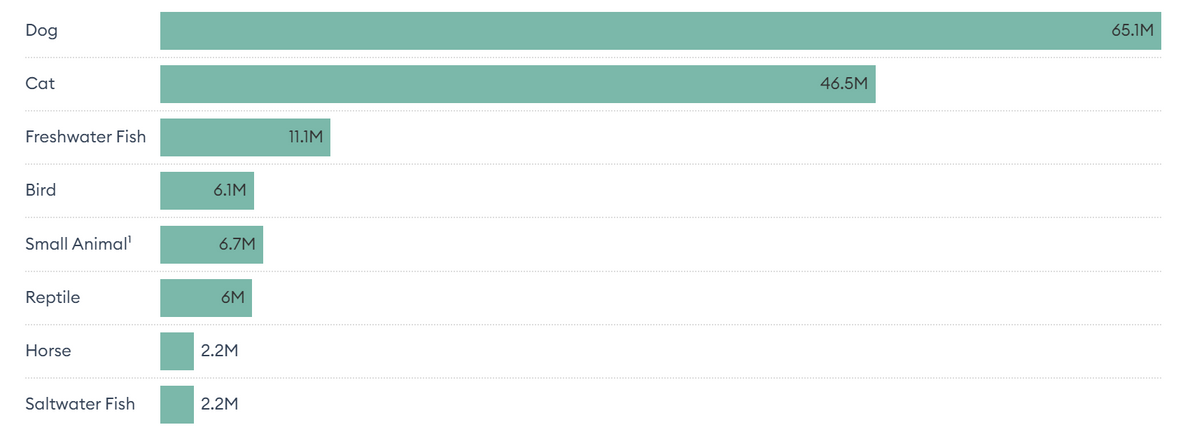 Dog 65.1M
Cat 46.5M
Freshwater Fish 11.1M
Bird 6.1M
Small Animal¹ 6.7M
Reptile 6M
Horse 2.2M
Saltwater Fish 2.2M